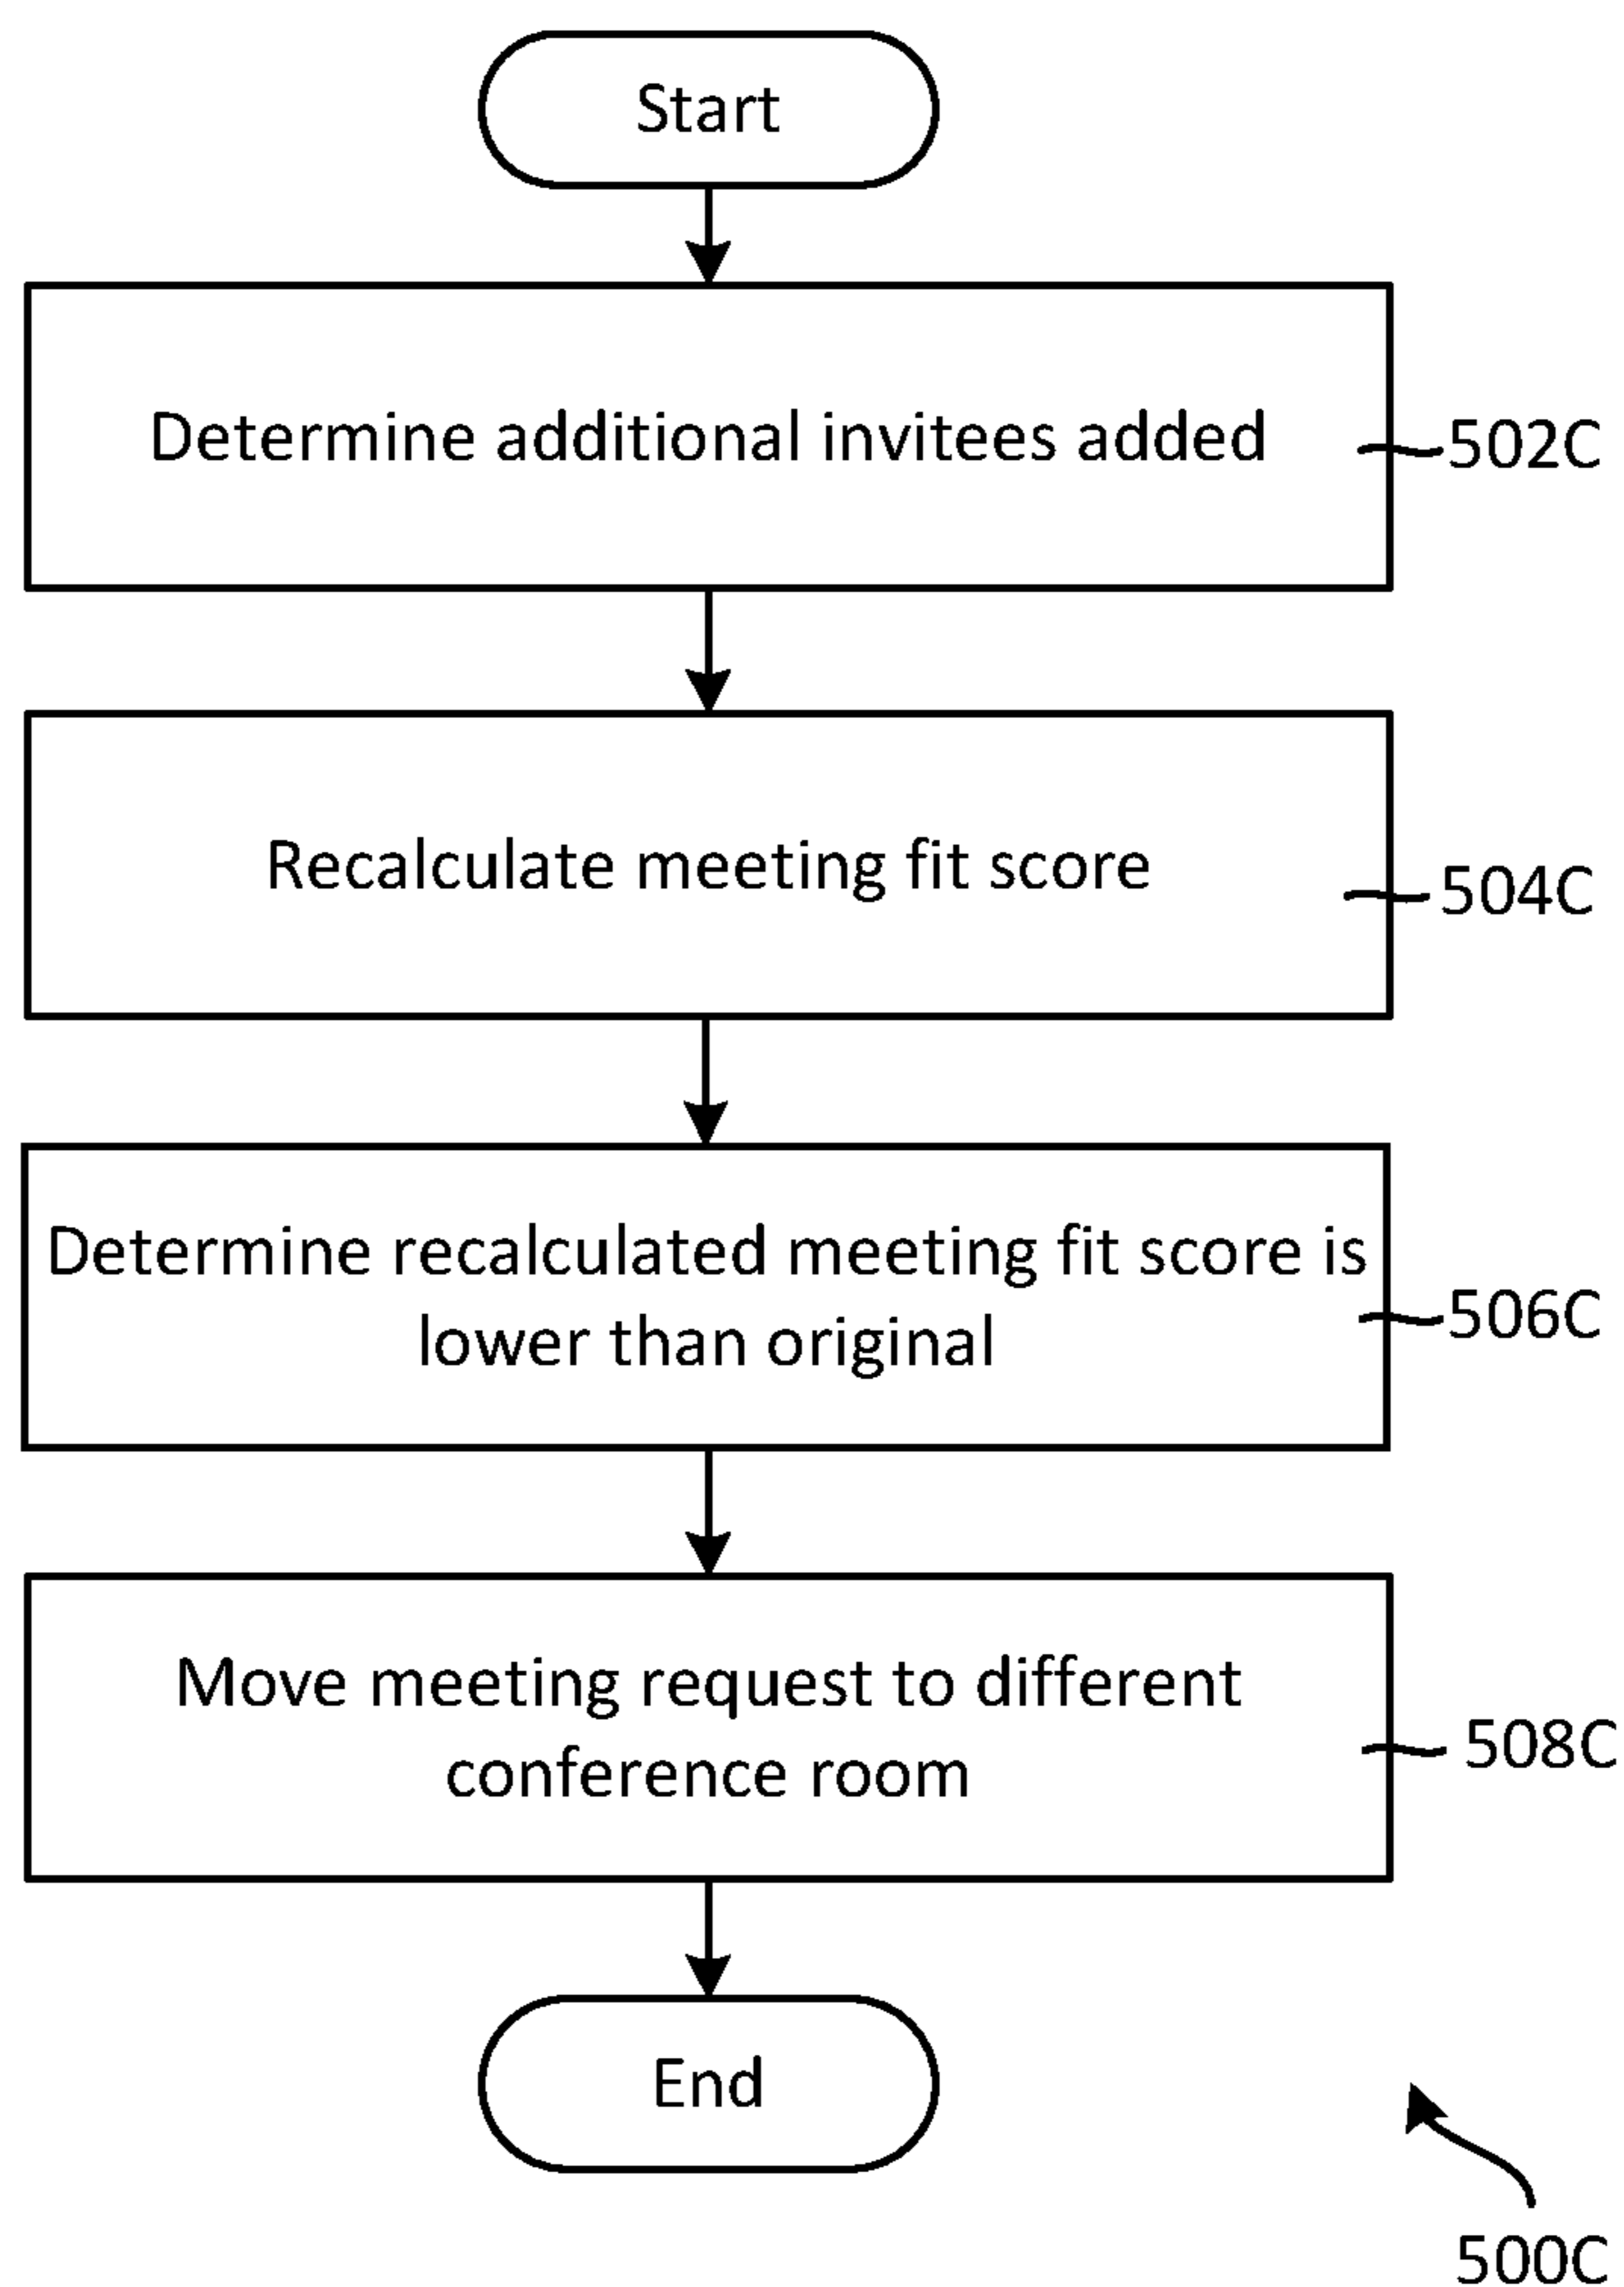 Start
Determine additional invitees added
502C
Recalculate meeting fit score
504C
Determine recalculated meeting fit score is
lower than original
506C
Move meeting request to different
conference room
508C
End
500C